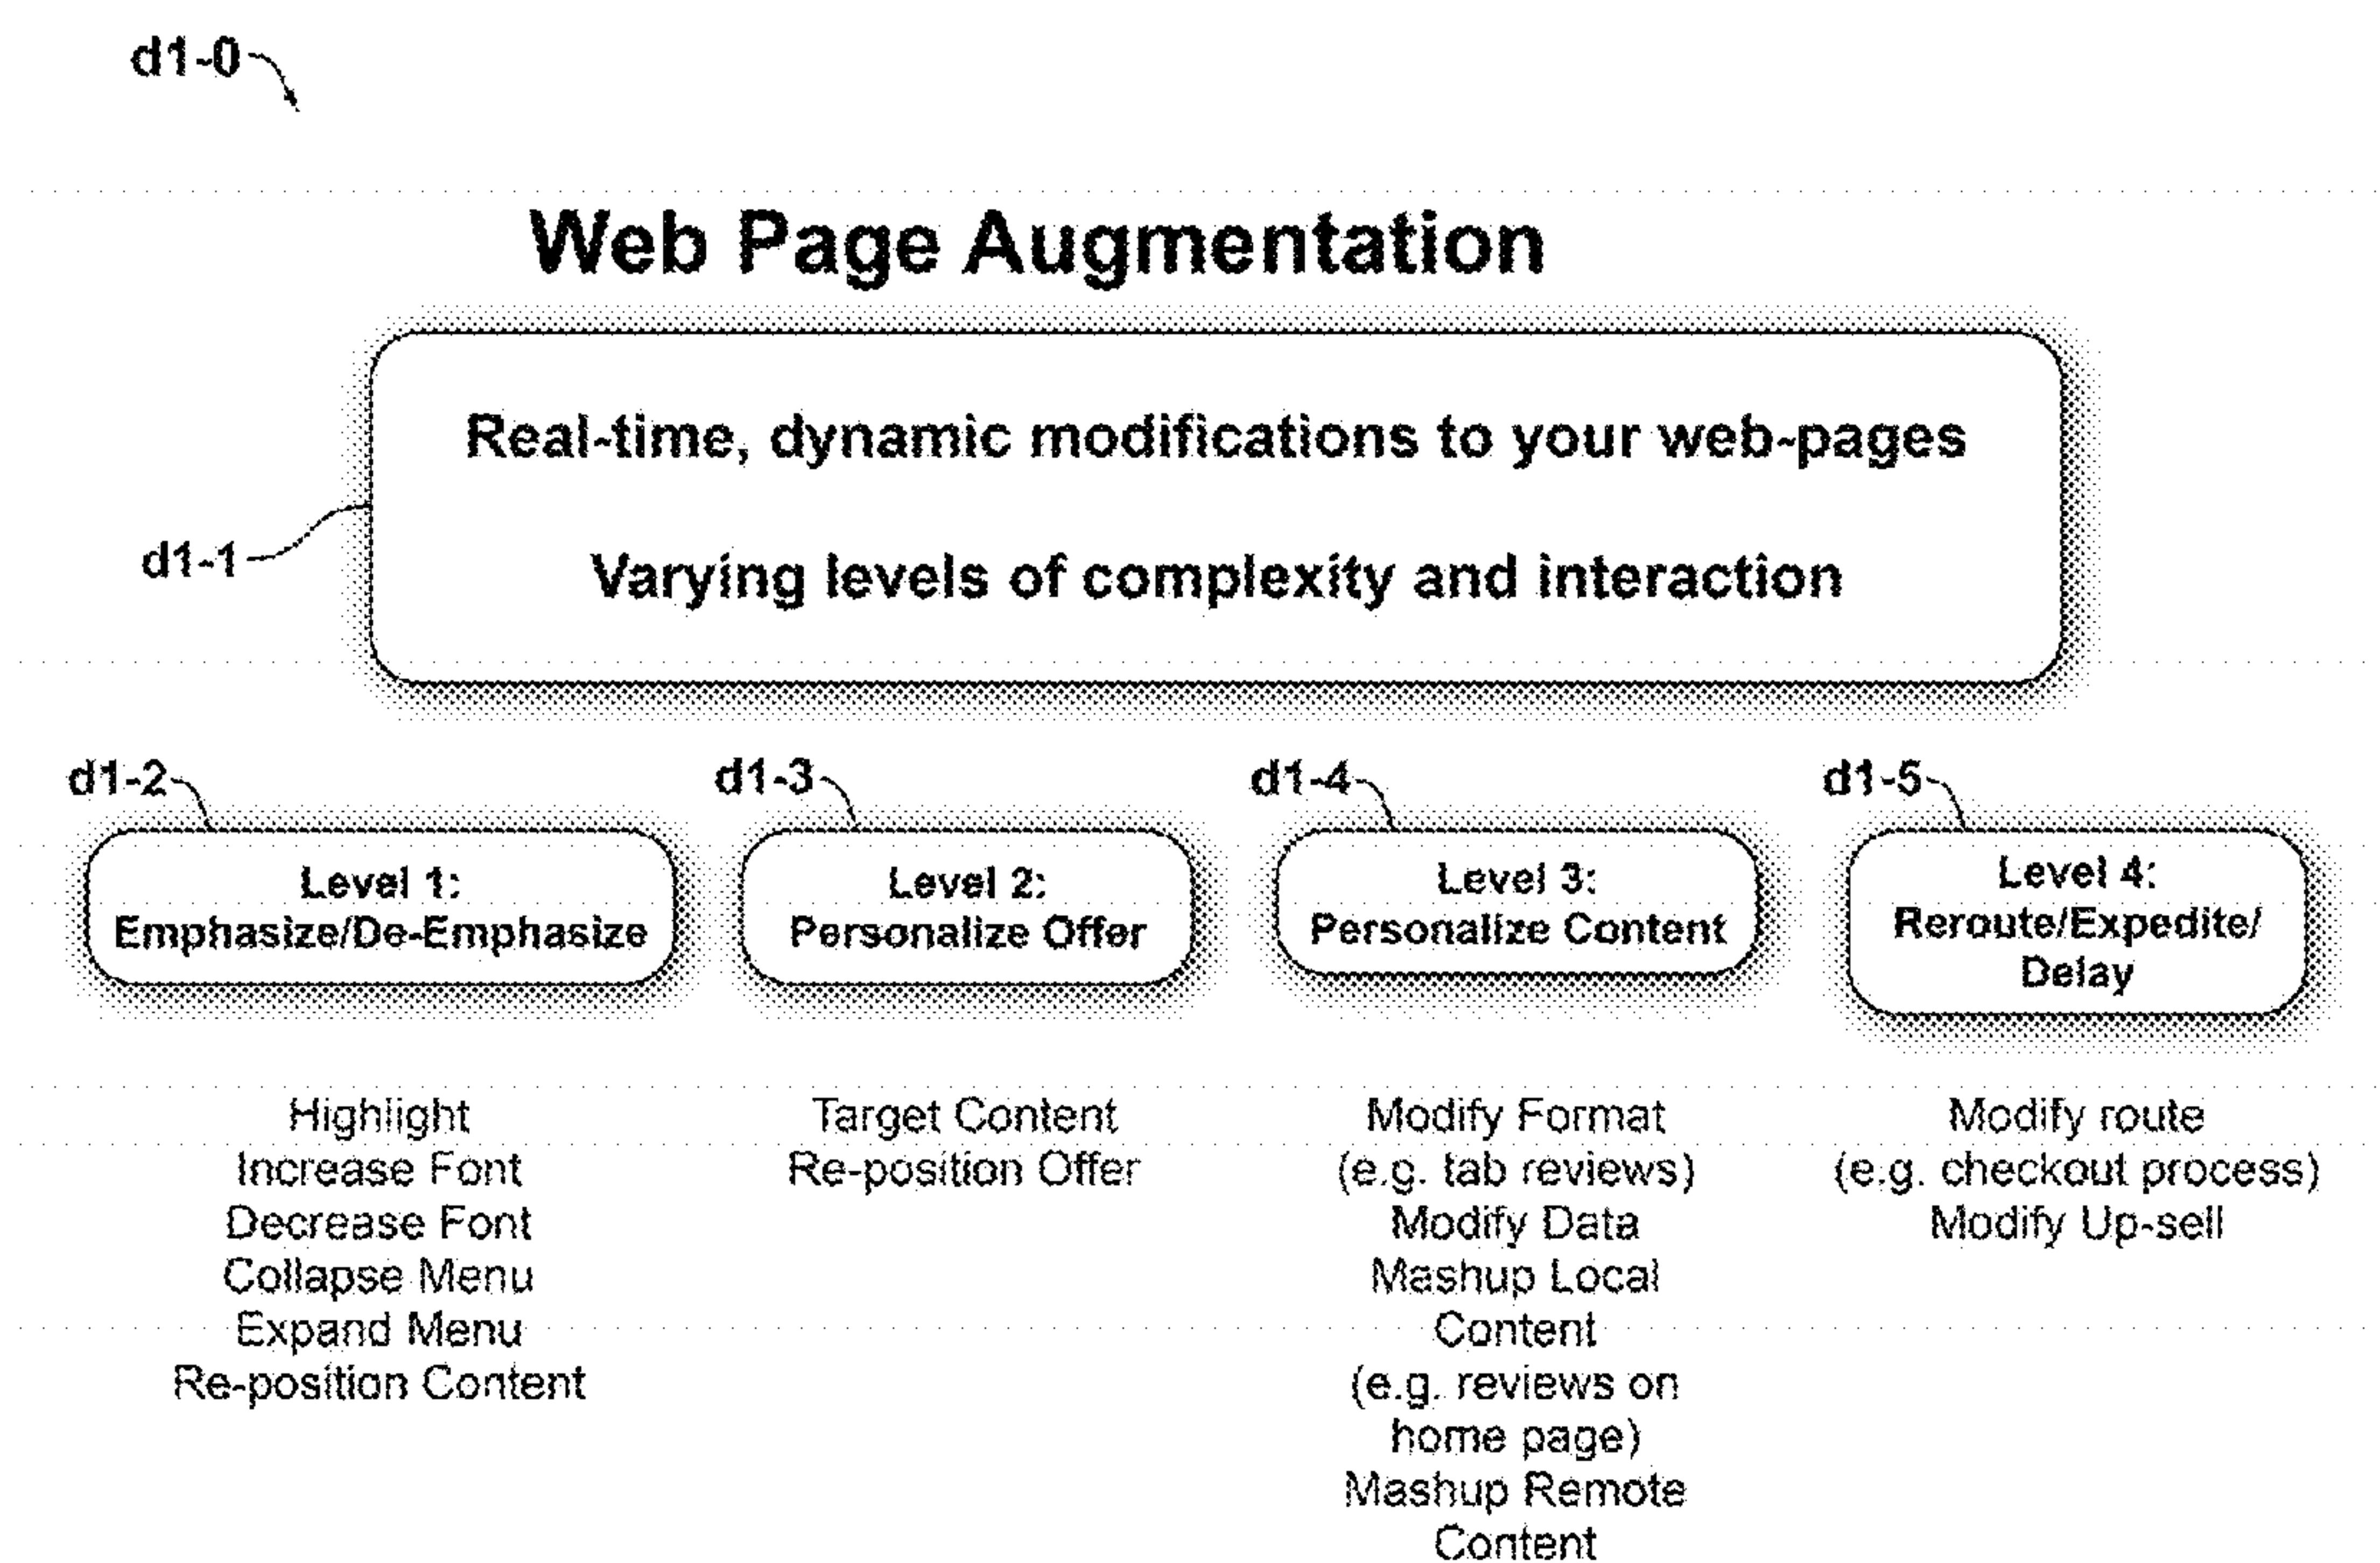 d1-0
Web Page Augmentation
Real-time, dynamic modifications to your web-pages
d1-1
Varying levels of complexity and interaction
d1-2
Level 1:
Emphasize/De-Emphasize
Highlight
Increase Font
Decrease Font
Collapse Menu
Expand Menu
Re-position Content
d1-3
Level 2:
Personalize Offer
Target Content
Re-position Offer
d1-4
Level 3:
Personalize Content
Modify Format
(e.g. tab reviews)
Modify Data
Mashup Local
Content
(e.g. reviews on
home page)
Mashup Remote
Content
d1-5
Level 4:
Reroute/Expedite/
Delay
Modify route
(e.g. checkout process)
Modify Up-sell